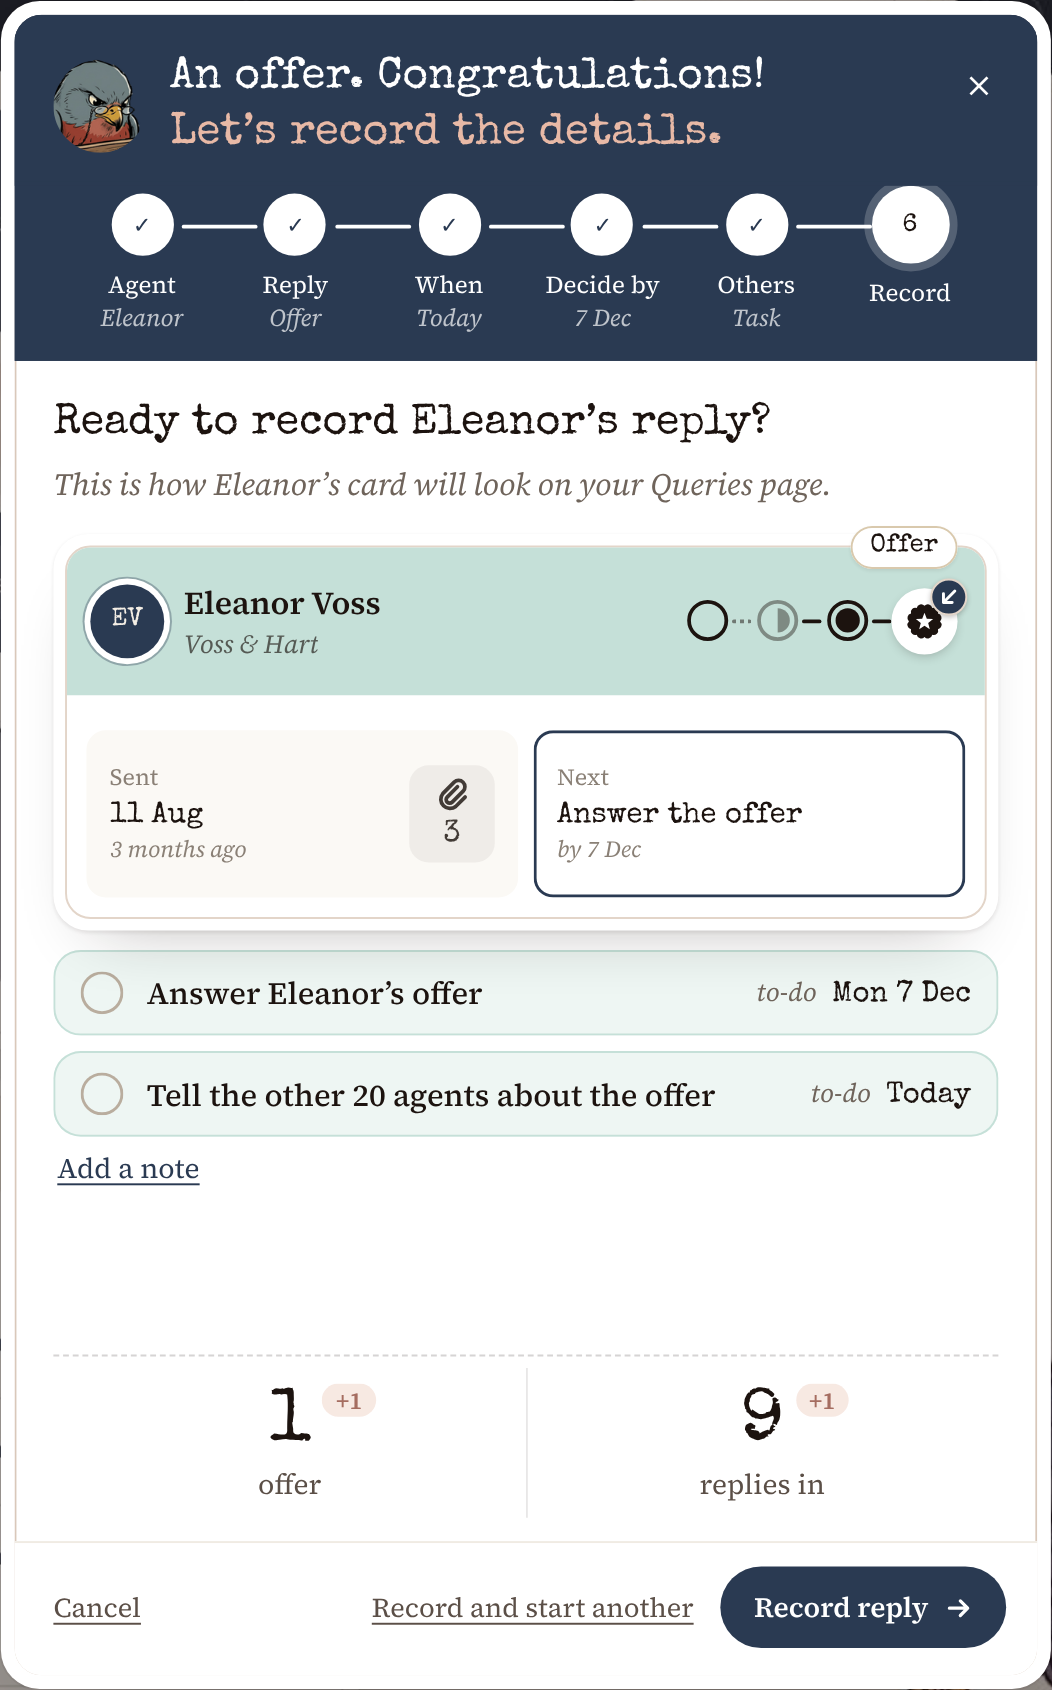 An offer. Congratulations!
Let's record the details.
✓ ✓ ✓ ✓ ✓ 6
Agent Reply When Decide by Others Record
Eleanor Offer Today 7 Dec Task
Ready to record Eleanor's reply?
This is how Eleanor's card will look on your Queries page.
Offer
EV
Eleanor Voss
Voss & Hart
Sent
11 Aug
3 months ago
3
Next
Answer the offer
by 7 Dec
Answer Eleanor's offer to-do Mon 7 Dec
Tell the other 20 agents about the offer to-do Today
Add a note
1 +1
offer
9 +1
replies in
Cancel Record and start another Record reply →